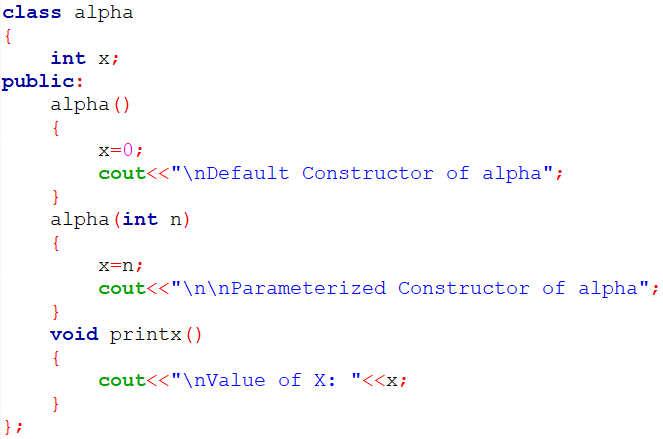 class alpha
{
    int x;
public:
    alpha()
    {
        x=0;
        cout<<"\nDefault Constructor of alpha";
    }
    alpha(int n)
    {
        x=n;
        cout<<"\n\nParameterized Constructor of alpha";
    }
    void printx()
    {
        cout<<"\nValue of X: "<<x;
    }
};